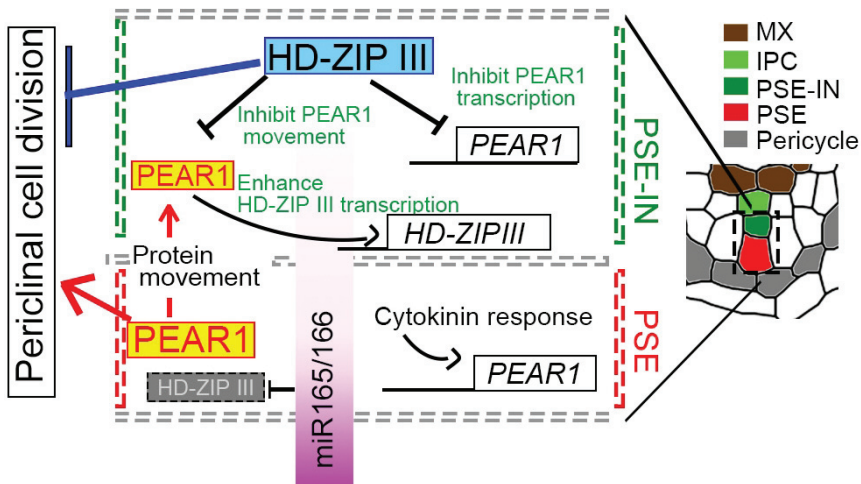 Periclinal cell division
HD-ZIP III
Inhibit PEAR1
movement
Inhibit PEAR1
transcription
PEAR1
PEAR1
Enhance
HD-ZIP III transcription
HD-ZIPIII
PSE-IN
Protein
movement
PEAR1
HD-ZIP III
miR165/166
Cytokinin response
PEAR1
PSE
MX
IPC
PSE-IN
PSE
Pericycle